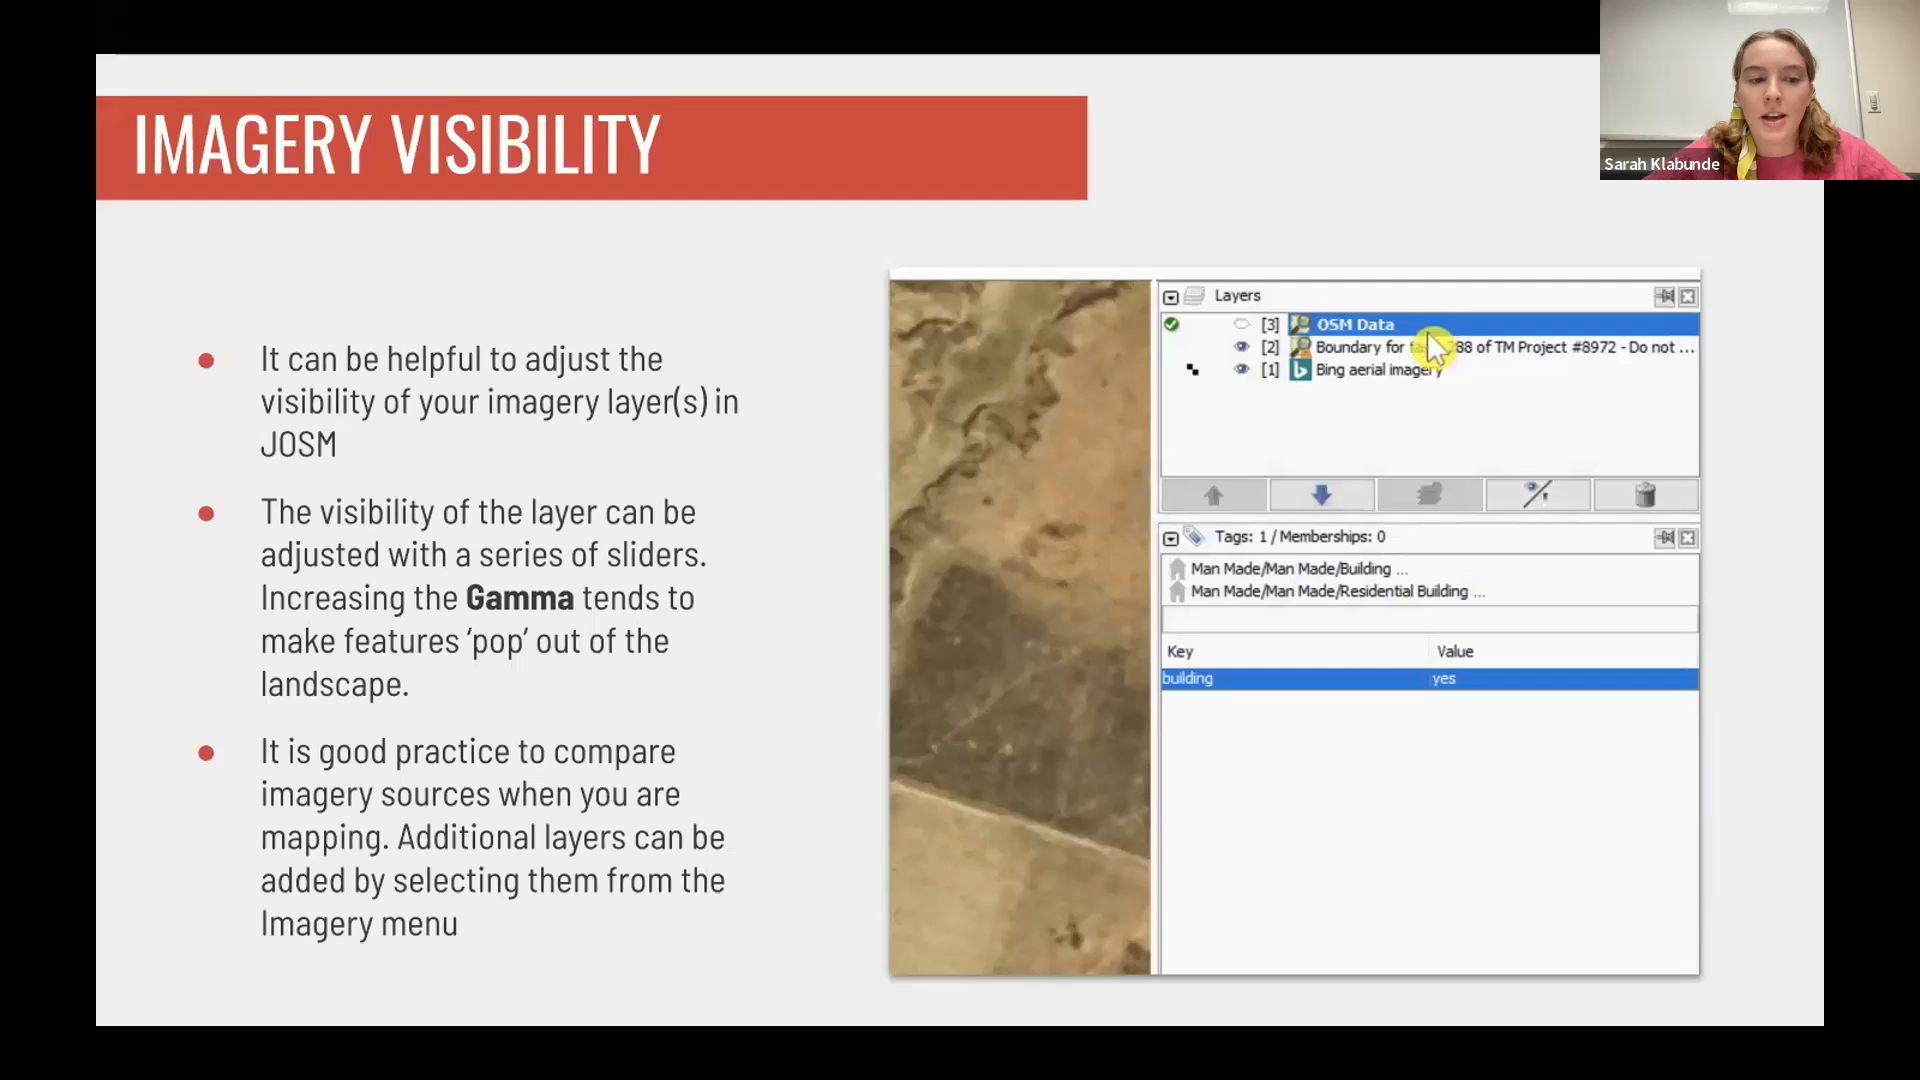 IMAGERY VISIBILITY
Sarah Klabunde
● It can be helpful to adjust the
visibility of your imagery layer(s) in
JOSM
● The visibility of the layer can be
adjusted with a series of sliders.
Increasing the Gamma tends to
make features ‘pop’ out of the
landscape.
● It is good practice to compare
imagery sources when you are
mapping. Additional layers can be
added by selecting them from the
Imagery menu
Layers
[3] OSM Data
[2] Boundary for 88 of TM Project #8972 - Do not ...
[1] Bing aerial imagery
Tags: 1 / Memberships: 0
Man Made/Man Made/Building ...
Man Made/Man Made/Residential Building ...
Key Value
building yes